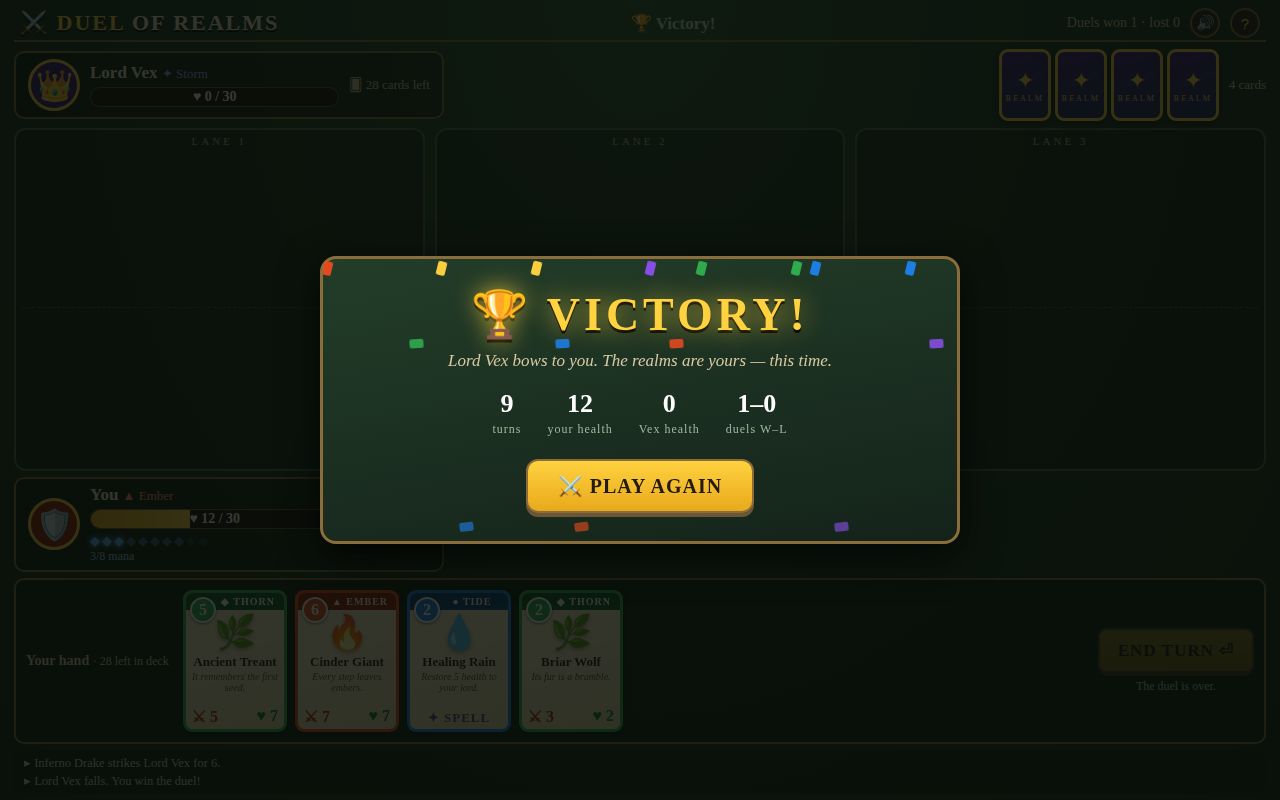 ⚔️ DUEL OF REALMS
🏆 Victory!
Duels won 1 · lost 0 🔊 ?
Lord Vex ✦ Storm
♥ 0 / 30
🂠 28 cards left
✦ REALM
✦ REALM
✦ REALM
✦ REALM
4 cards
LANE 1
LANE 2
LANE 3
🏆 VICTORY!
Lord Vex bows to you. The realms are yours — this time.
9 12 0 1–0
turns your health Vex health duels W–L
⚔️ PLAY AGAIN
You ▲ Ember
♥ 12 / 30
3/8 mana
Your hand · 28 left in deck
5 ◆ THORN
Ancient Treant
It remembers the first
seed.
⚔ 5 ♥ 7
6 ▲ EMBER
Cinder Giant
Every step leaves
embers.
⚔ 7 ♥ 7
2 ● TIDE
Healing Rain
Restore 5 health to
your lord.
✦ SPELL
2 ◆ THORN
Briar Wolf
Its fur is a bramble.
⚔ 3 ♥ 2
END TURN ⏎
The duel is over.
▸ Inferno Drake strikes Lord Vex for 6.
▸ Lord Vex falls. You win the duel!